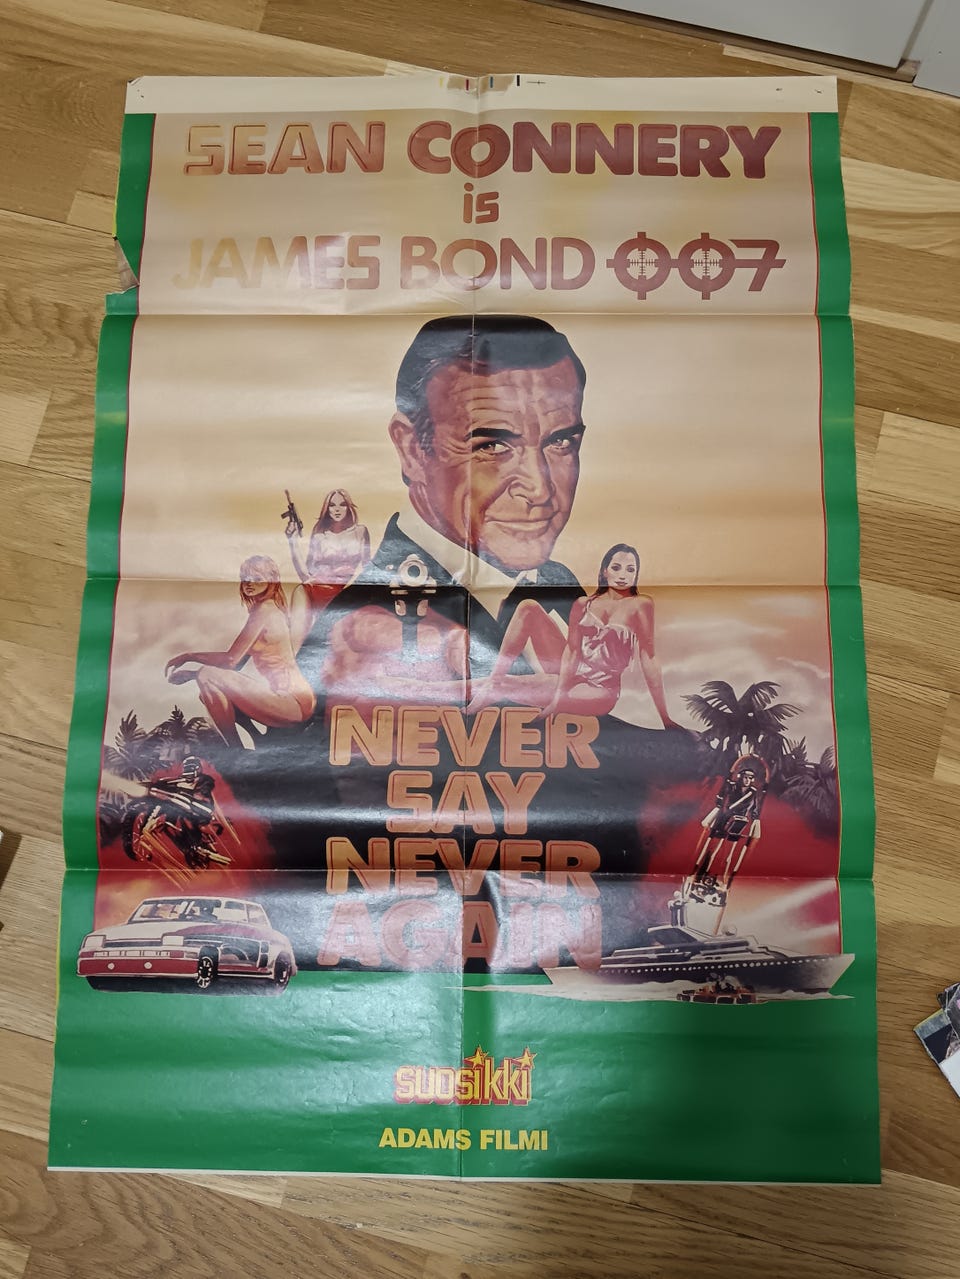 SEAN CONNERY
is
JAMES BOND 007
NEVER
SAY
NEVER
AGAIN
suosikki
ADAMS FILMI